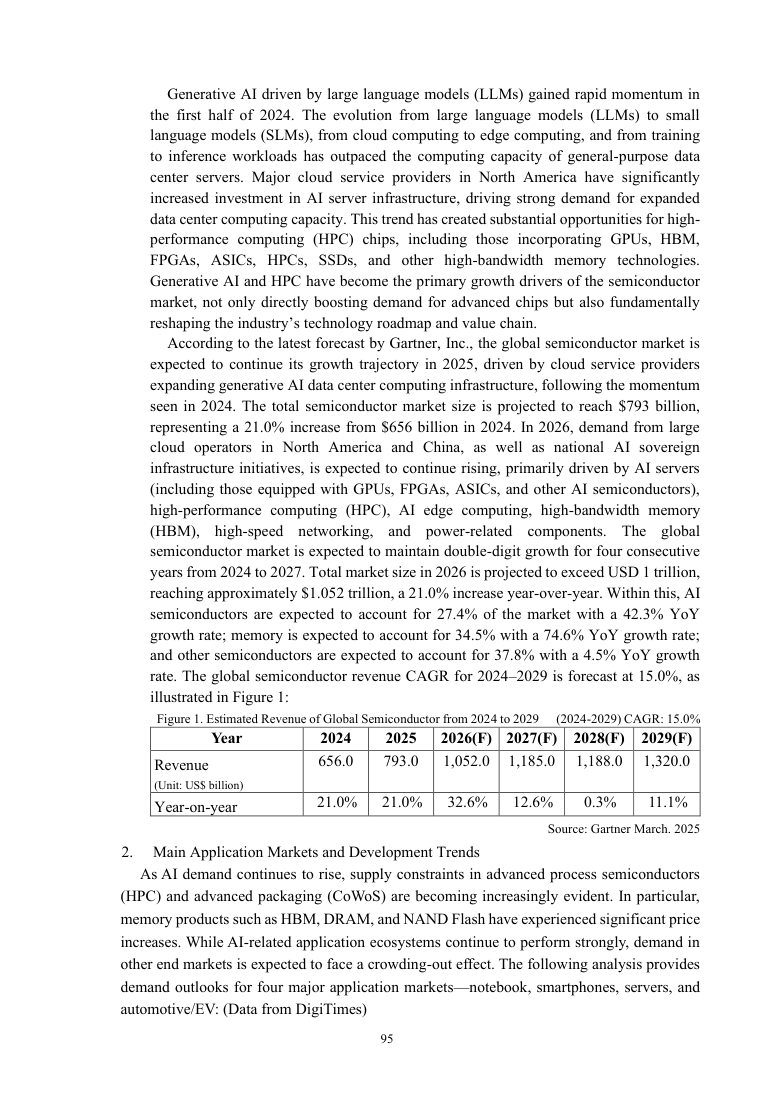 Generative AI driven by large language models (LLMs) gained rapid momentum in
the first half of 2024. The evolution from large language models (LLMs) to small
language models (SLMs), from cloud computing to edge computing, and from training
to inference workloads has outpaced the computing capacity of general-purpose data
center servers. Major cloud service providers in North America have significantly
increased investment in AI server infrastructure, driving strong demand for expanded
data center computing capacity. This trend has created substantial opportunities for high-
performance computing (HPC) chips, including those incorporating GPUs, HBM,
FPGAs, ASICs, HPCs, SSDs, and other high-bandwidth memory technologies.
Generative AI and HPC have become the primary growth drivers of the semiconductor
market, not only directly boosting demand for advanced chips but also fundamentally
reshaping the industry’s technology roadmap and value chain.
According to the latest forecast by Gartner, Inc., the global semiconductor market is
expected to continue its growth trajectory in 2025, driven by cloud service providers
expanding generative AI data center computing infrastructure, following the momentum
seen in 2024. The total semiconductor market size is projected to reach $793 billion,
representing a 21.0% increase from $656 billion in 2024. In 2026, demand from large
cloud operators in North America and China, as well as national AI sovereign
infrastructure initiatives, is expected to continue rising, primarily driven by AI servers
(including those equipped with GPUs, FPGAs, ASICs, and other AI semiconductors),
high-performance computing (HPC), AI edge computing, high-bandwidth memory
(HBM), high-speed networking, and power-related components. The global
semiconductor market is expected to maintain double-digit growth for four consecutive
years from 2024 to 2027. Total market size in 2026 is projected to exceed USD 1 trillion,
reaching approximately $1.052 trillion, a 21.0% increase year-over-year. Within this, AI
semiconductors are expected to account for 27.4% of the market with a 42.3% YoY
growth rate; memory is expected to account for 34.5% with a 74.6% YoY growth rate;
and other semiconductors are expected to account for 37.8% with a 4.5% YoY growth
rate. The global semiconductor revenue CAGR for 2024–2029 is forecast at 15.0%, as
illustrated in Figure 1:
Figure 1. Estimated Revenue of Global Semiconductor from 2024 to 2029 (2024-2029) CAGR: 15.0%
Year 2024 2025 2026(F) 2027(F) 2028(F) 2029(F)
Revenue 656.0 793.0 1,052.0 1,185.0 1,188.0 1,320.0
(Unit: US$ billion)
Year-on-year 21.0% 21.0% 32.6% 12.6% 0.3% 11.1%
Source: Gartner March. 2025
2. Main Application Markets and Development Trends
As AI demand continues to rise, supply constraints in advanced process semiconductors
(HPC) and advanced packaging (CoWoS) are becoming increasingly evident. In particular,
memory products such as HBM, DRAM, and NAND Flash have experienced significant price
increases. While AI-related application ecosystems continue to perform strongly, demand in
other end markets is expected to face a crowding-out effect. The following analysis provides
demand outlooks for four major application markets—notebook, smartphones, servers, and
automotive/EV: (Data from DigiTimes)
95